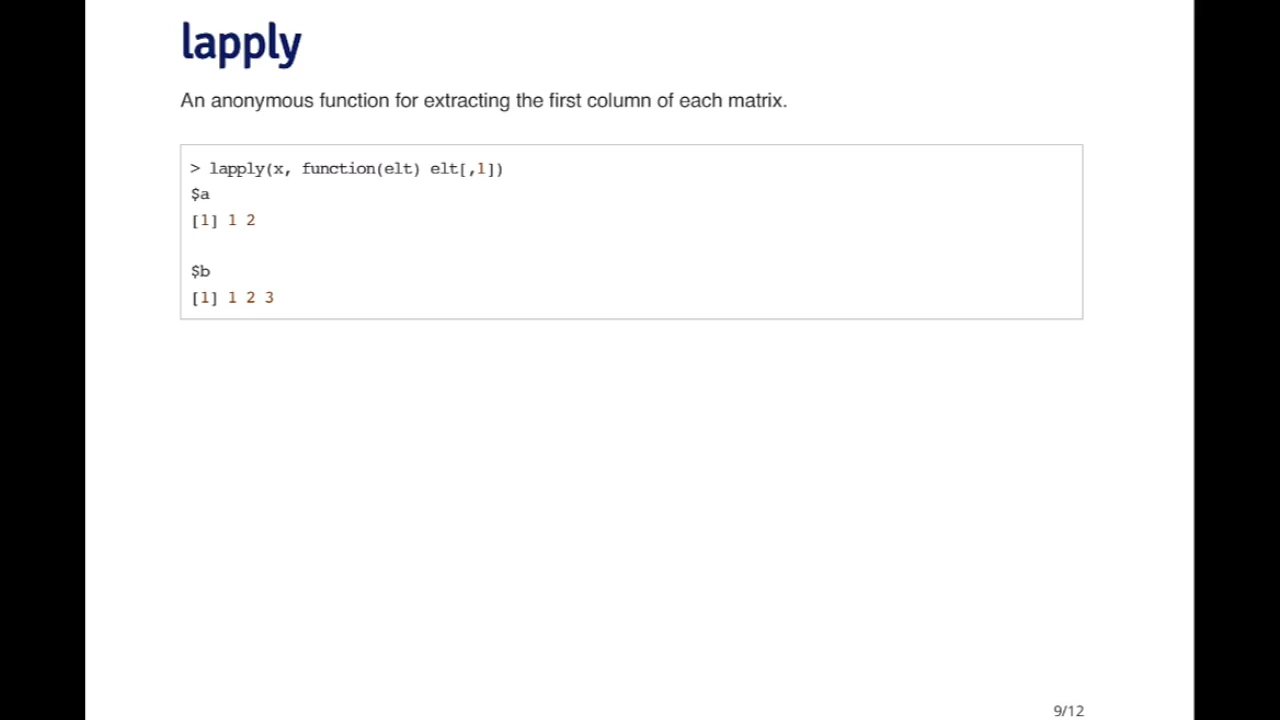 lapply
An anonymous function for extracting the first column of each matrix.
> lapply(x, function(elt) elt[,1])
$a
[1] 1 2
$b
[1] 1 2 3
9/12